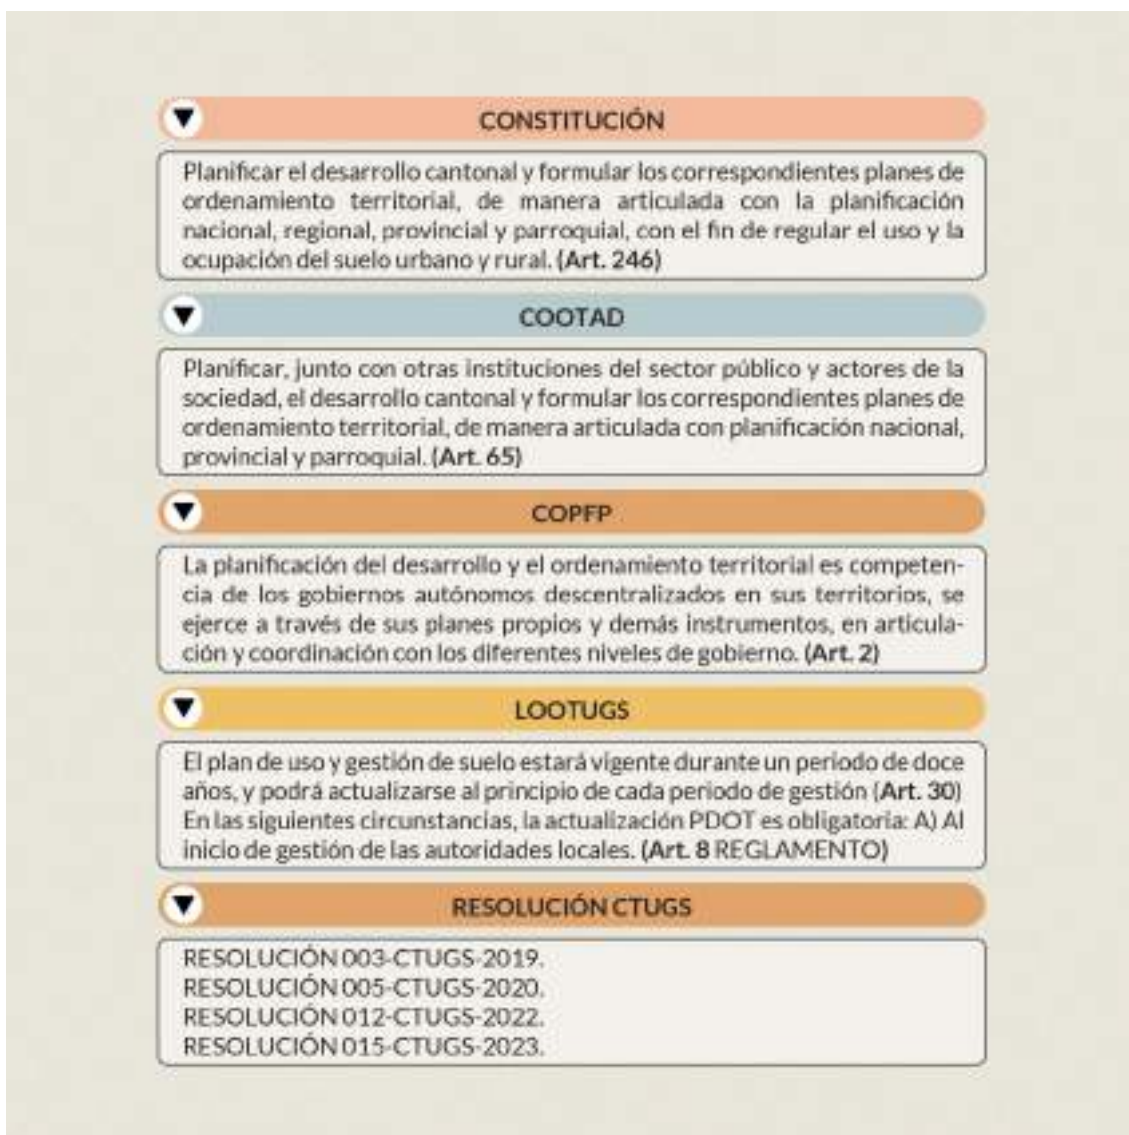 CONSTITUCIÓN
Planificar el desarrollo cantonal y formular los correspondientes planes de
ordenamiento territorial, de manera articulada con la planificación
nacional, regional, provincial y parroquial, con el fin de regular el uso y la
ocupación del suelo urbano y rural. (Art. 246)
COOTAD
Planificar, junto con otras instituciones del sector público y actores de la
sociedad, el desarrollo cantonal y formular los correspondientes planes de
ordenamiento territorial, de manera articulada con planificación nacional,
provincial y parroquial. (Art. 65)
COPFP
La planificación del desarrollo y el ordenamiento territorial es competen-
cia de los gobiernos autónomos descentralizados en sus territorios, se
ejerce a través de sus planes propios y demás instrumentos, en articula-
ción y coordinación con los diferentes niveles de gobierno. (Art. 2)
LOOTUGS
El plan de uso y gestión de suelo estará vigente durante un periodo de doce
años, y podrá actualizarse al principio de cada periodo de gestión (Art. 30)
En las siguientes circunstancias, la actualización PDOT es obligatoria: A) Al
inicio de gestión de las autoridades locales. (Art. 8 REGLAMENTO)
RESOLUCIÓN CTUGS
RESOLUCIÓN 003-CTUGS-2019.
RESOLUCIÓN 005-CTUGS-2020.
RESOLUCIÓN 012-CTUGS-2022.
RESOLUCIÓN 015-CTUGS-2023.